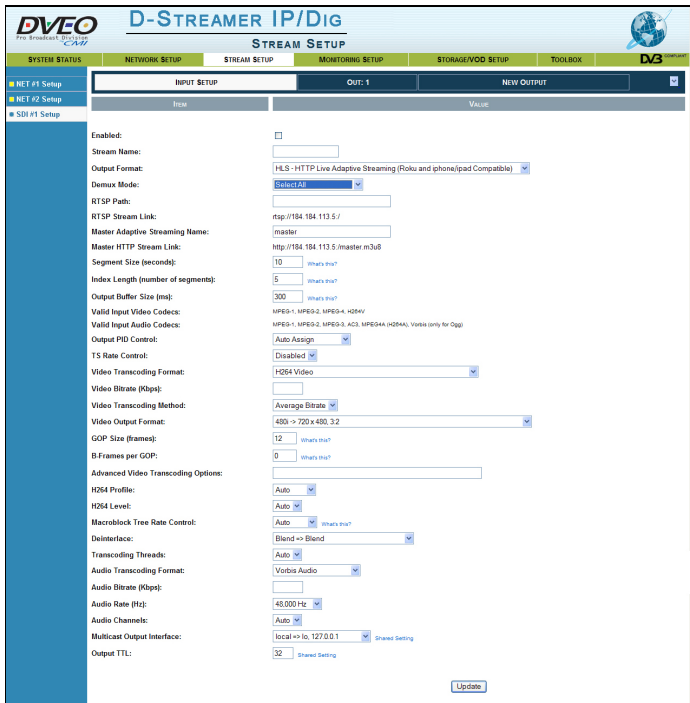 DVEO
Pro Broadcast Division
CMI
D-STREAMER IP/DIG
STREAM SETUP
SYSTEM STATUS NETWORK SETUP STREAM SETUP MONITORING SETUP STORAGE/VOD SETUP TOOLBOX DVB COMPLIANT
NET #1 Setup
NET #2 Setup
SDI #1 Setup
INPUT SETUP OUT: 1 NEW OUTPUT
ITEM VALUE
Enabled:
Stream Name:
Output Format: HLS - HTTP Live Adaptive Streaming (Roku and iphone/ipad Compatible)
Demux Mode: Select All
RTSP Path:
RTSP Stream Link: rtsp://184.184.113.5:/
Master Adaptive Streaming Name: master
Master HTTP Stream Link: http://184.184.113.5:/master.m3u8
Segment Size (seconds): 10 What's this?
Index Length (number of segments): 5 What's this?
Output Buffer Size (ms): 300 What's this?
Valid Input Video Codecs: MPEG-1, MPEG-2, MPEG-4, H264V
Valid Input Audio Codecs: MPEG-1, MPEG-2, MPEG-3, AC3, MPEG4A (H264A), Vorbis (only for Ogg)
Output PID Control: Auto Assign
TS Rate Control: Disabled
Video Transcoding Format: H264 Video
Video Bitrate (Kbps):
Video Transcoding Method: Average Bitrate
Video Output Format: 480i -> 720 x 480, 3:2
GOP Size (frames): 12 What's this?
B-Frames per GOP: 0 What's this?
Advanced Video Transcoding Options:
H264 Profile: Auto
H264 Level: Auto
Macroblock Tree Rate Control: Auto What's this?
Deinterlace: Blend => Blend
Transcoding Threads: Auto
Audio Transcoding Format: Vorbis Audio
Audio Bitrate (Kbps):
Audio Rate (Hz): 48,000 Hz
Audio Channels: Auto
Multicast Output Interface: local => lo, 127.0.0.1 Shared Setting
Output TTL: 32 Shared Setting
Update